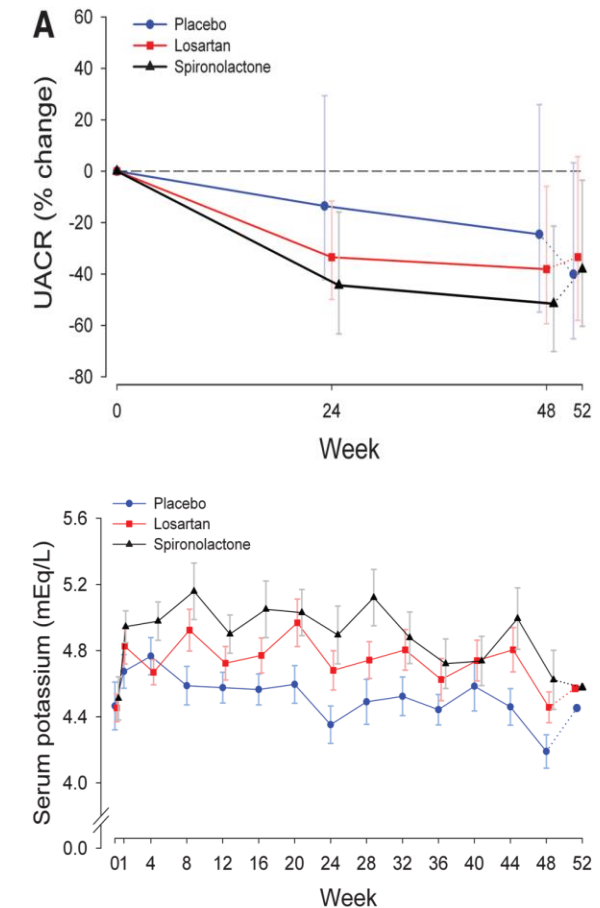 A
60
Placebo
Losartan
Spironolactone
40
20
0
-20
-40
-60
-80
UACR (% change)
0 24 48 52
Week
Placebo
Losartan
Spironolactone
5.6
5.2
4.8
4.4
4.0
0.0
Serum potassium (mEq/L)
01 4 8 12 16 20 24 28 32 36 40 44 48 52
Week